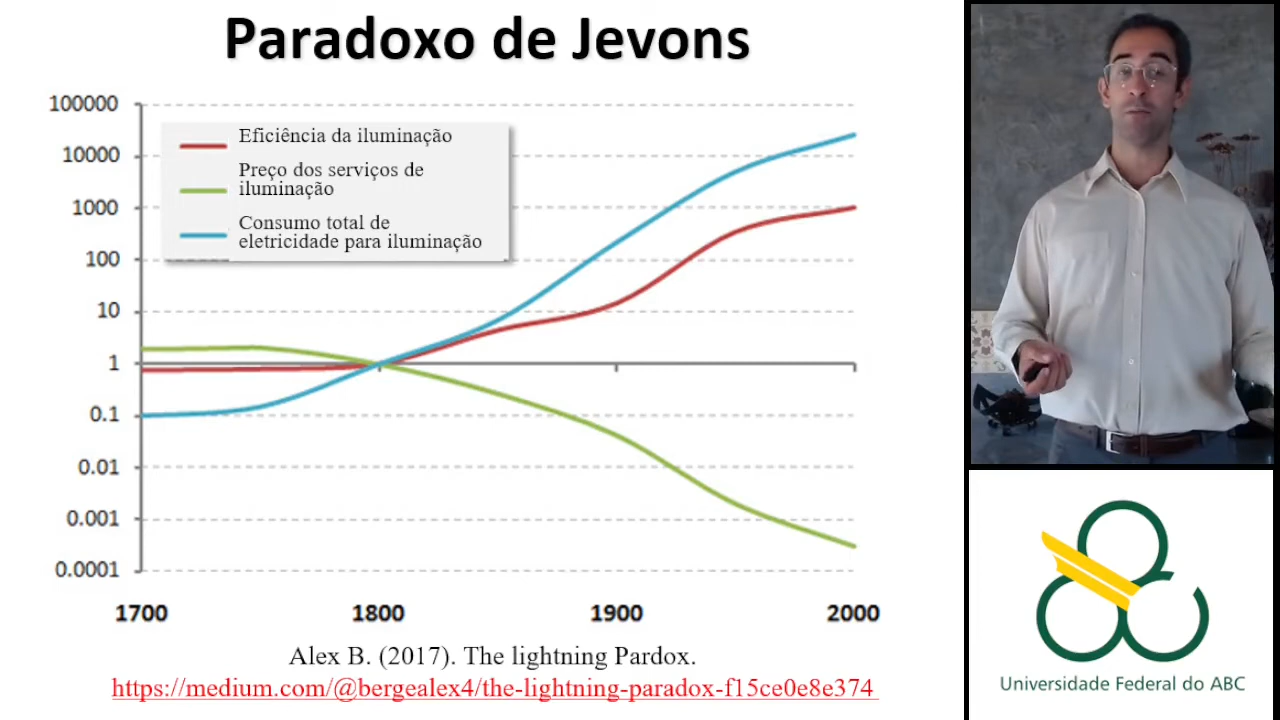 Paradoxo de Jevons
100000
10000
1000
100
10
1
0.1
0.01
0.001
0.0001
Eficiência da iluminação
Preço dos serviços de
iluminação
Consumo total de
eletricidade para iluminação
1700 1800 1900 2000
Alex B. (2017). The lightning Pardox.
https://medium.com/@bergealex4/the-lightning-paradox-f15ce0e8e374
Universidade Federal do ABC